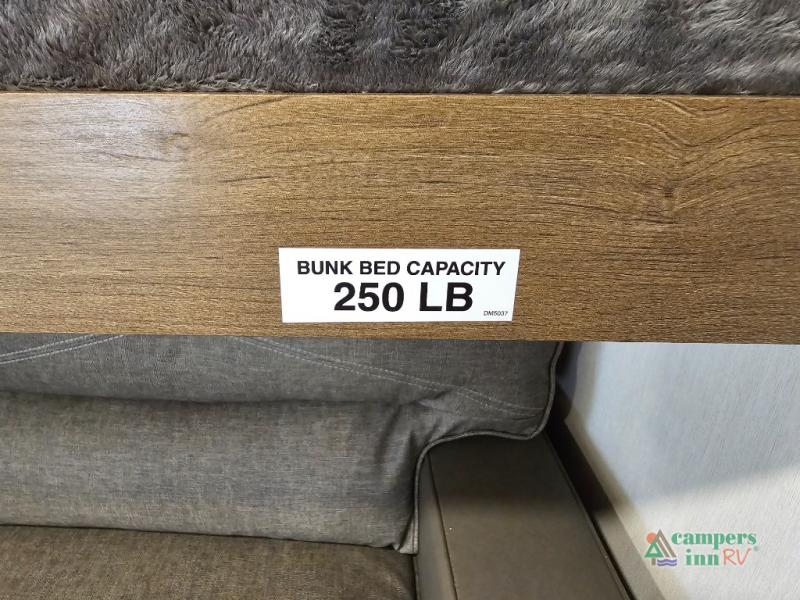 BUNK BED CAPACITY
250 LB
DM5037
campers
inn RV®